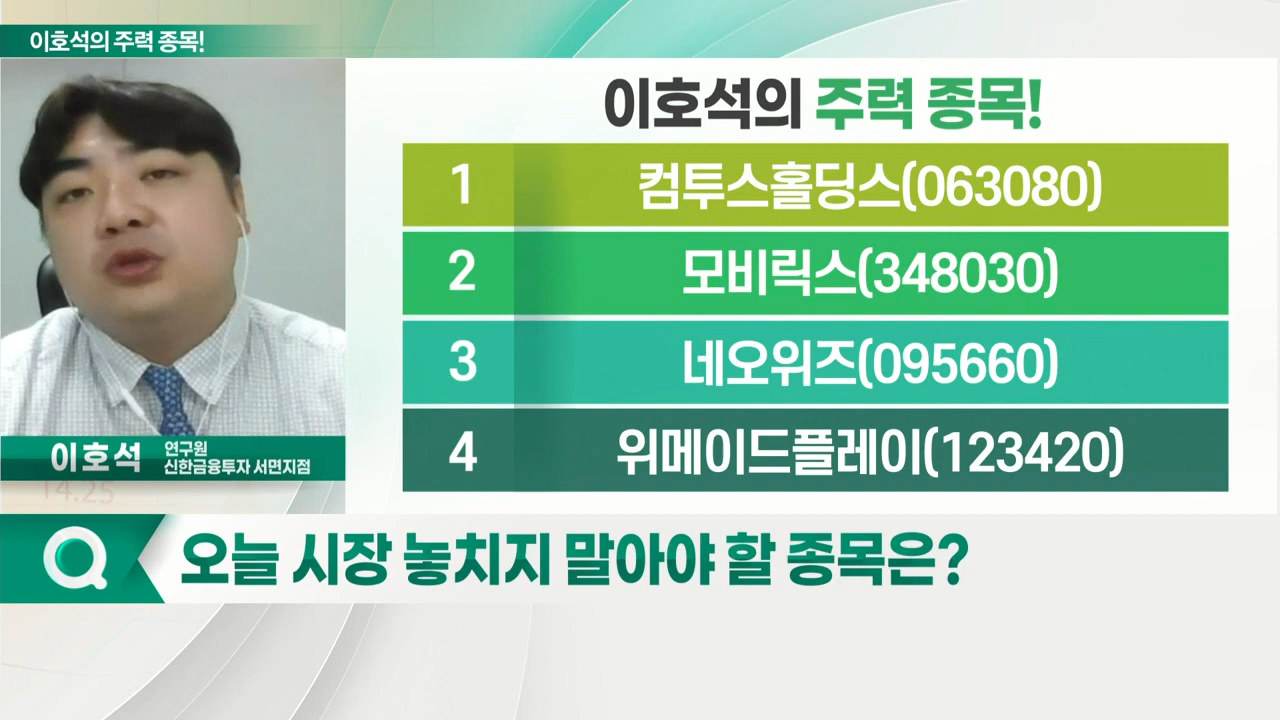 이호석의 주력 종목!
이호석의 주력 종목!
1 컴투스홀딩스(063080)
2 모비릭스(348030)
3 네오위즈(095660)
4 위메이드플레이(123420)
이호석 연구원
신한금융투자 서면지점
14.25
Q 오늘 시장 놓치지 말아야 할 종목은?